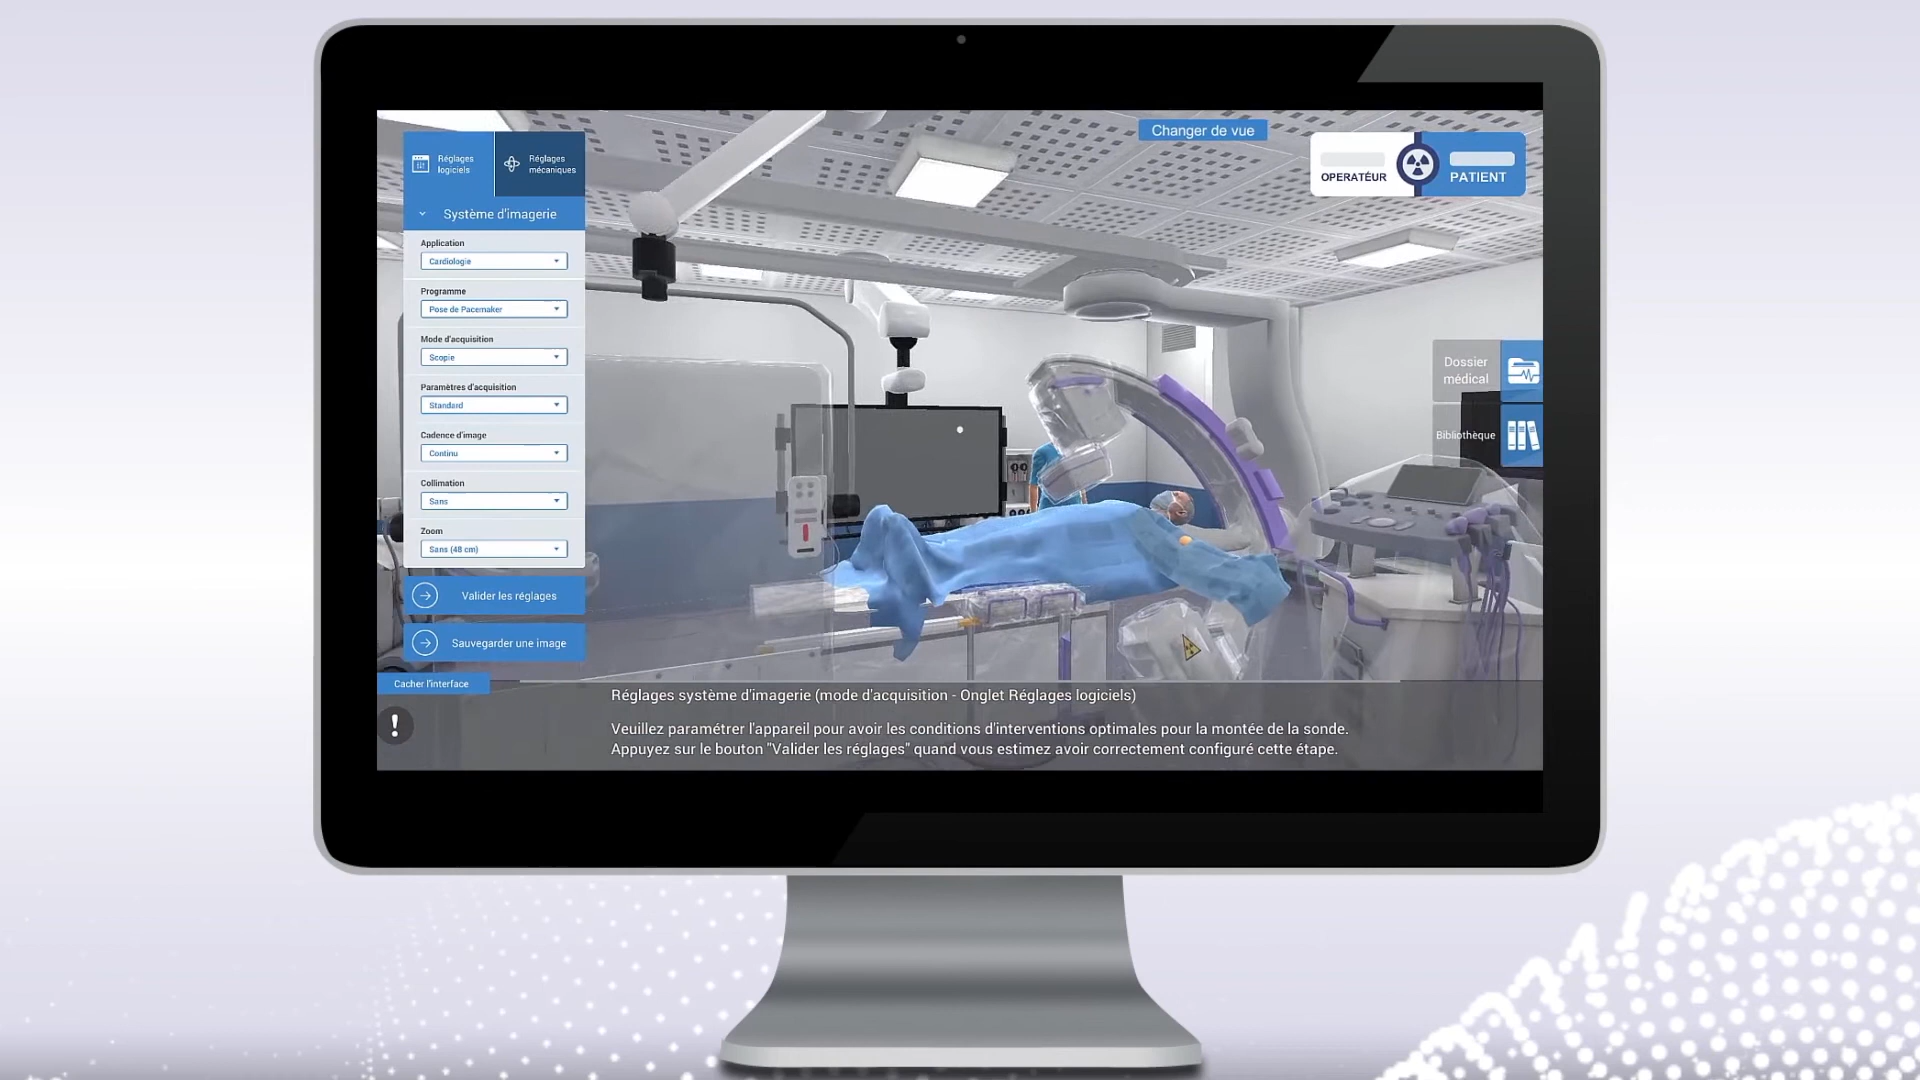 Changer de vue
Réglages
logiciels
Réglages
mécaniques
OPERATÉUR
PATIENT
Système d'imagerie
Application
Cardiologie
Programme
Pose de Pacemaker
Mode d'acquisition
Scopie
Paramètres d'acquisition
Standard
Cadence d'image
Continu
Collimation
Sans
Zoom
Sans (48 cm)
Dossier
médical
Bibliothèque
Valider les réglages
Sauvegarder une image
Cacher l'interface
!
Réglages système d'imagerie (mode d'acquisition - Onglet Réglages logiciels)
Veuillez paramétrer l'appareil pour avoir les conditions d'interventions optimales pour la montée de la sonde.
Appuyez sur le bouton "Valider les réglages" quand vous estimez avoir correctement configuré cette étape.